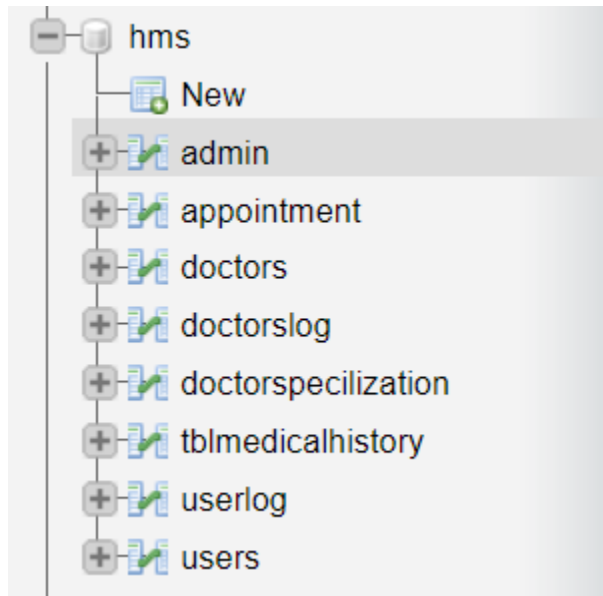 hms
New
admin
appointment
doctors
doctorslog
doctorspecilization
tblmedicalhistory
userlog
users